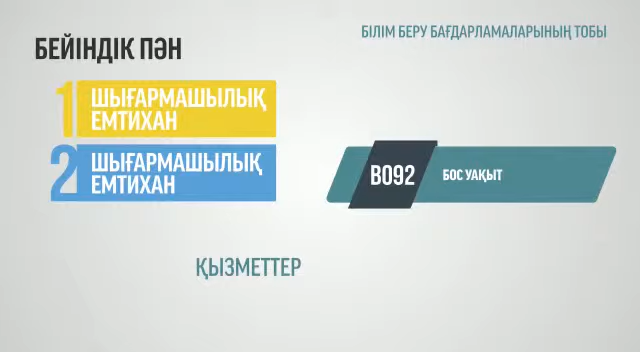 БІЛІМ БЕРУ БАҒДАРЛАМАЛАРЫНЫҢ ТОБЫ
БЕЙІНДІК ПӘН
1 ШЫҒАРМАШЫЛЫҚ
ЕМТИХАН
2 ШЫҒАРМАШЫЛЫҚ
ЕМТИХАН
B092 БОС УАҚЫТ
ҚЫЗМЕТТЕР